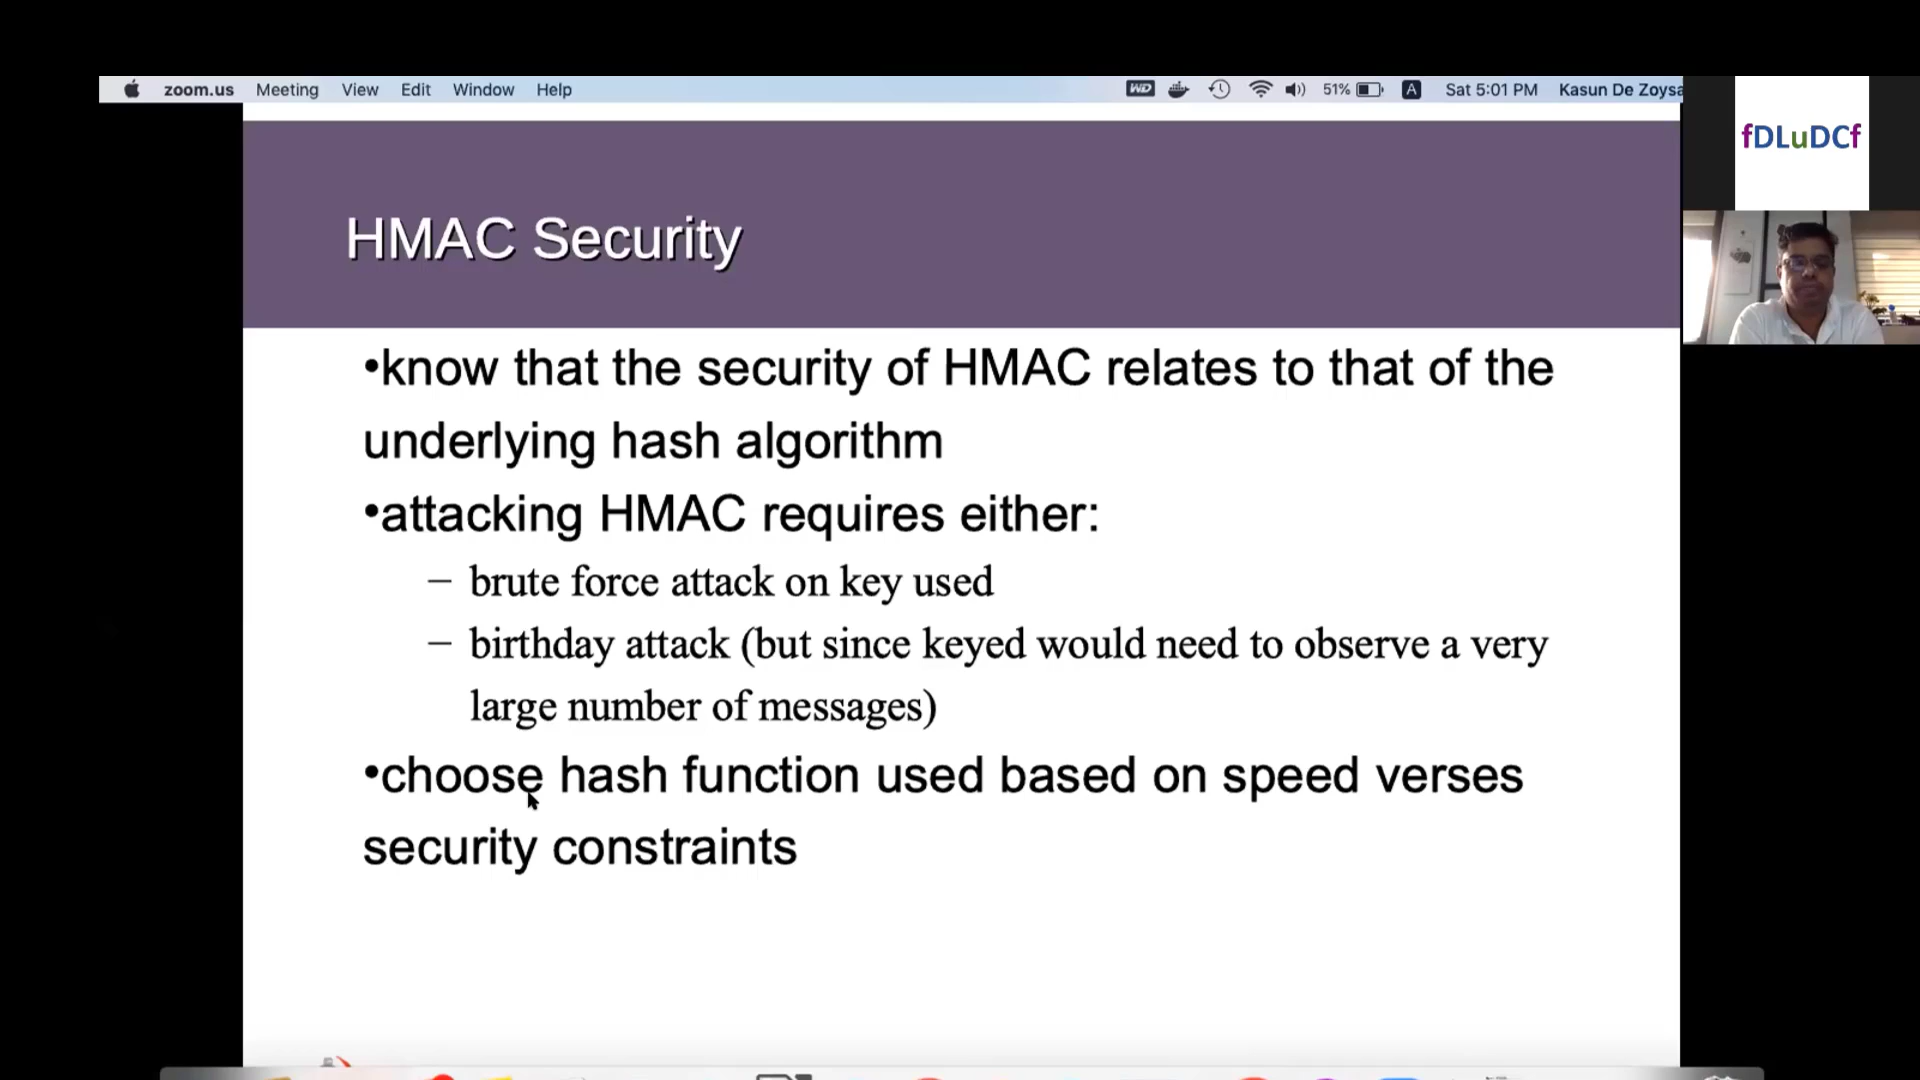 zoom.us Meeting View Edit Window Help WD 51% A Sat 5:01 PM Kasun De Zoysa
fDLuDCf
HMAC Security
•know that the security of HMAC relates to that of the
underlying hash algorithm
•attacking HMAC requires either:
– brute force attack on key used
– birthday attack (but since keyed would need to observe a very
large number of messages)
•choose hash function used based on speed verses
security constraints